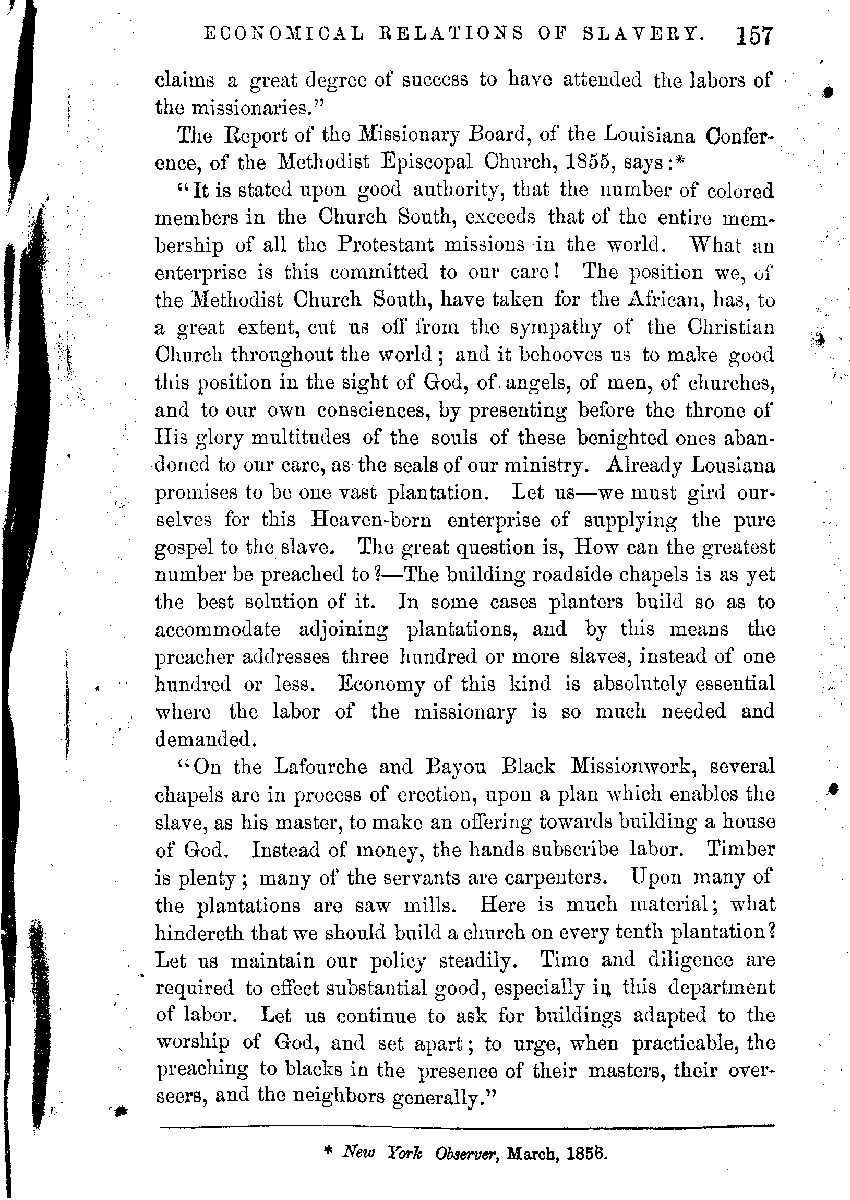 ECONOMICAL RELATIONS OF SLAVERY. 157
claims a great degree of success to have attended the labors of
the missionaries."
The Report of the Missionary Board, of the Louisiana Confer-
ence, of the Methodist Episcopal Church, 1855, says:*
"It is stated upon good authority, that the number of colored
members in the Church South, exceeds that of the entire mem-
bership of all the Protestant missions in the world. What an
enterprise is this committed to our care! The position we, of
the Methodist Church South, have taken for the African, has, to
a great extent, cut us off from the sympathy of the Christian
Church throughout the world; and it behooves us to make good
this position in the sight of God, of angels, of men, of churches,
and to our own consciences, by presenting before the throne of
His glory multitudes of the souls of these benighted ones aban-
doned to our care, as the seals of our ministry. Already Lousiana
promises to be one vast plantation. Let us—we must gird our-
selves for this Heaven-born enterprise of supplying the pure
gospel to the slave. The great question is, How can the greatest
number be preached to?—The building roadside chapels is as yet
the best solution of it. In some cases planters build so as to
accommodate adjoining plantations, and by this means the
preacher addresses three hundred or more slaves, instead of one
hundred or less. Economy of this kind is absolutely essential
where the labor of the missionary is so much needed and
demanded.
"On the Lafourche and Bayou Black Missionwork, several
chapels are in process of erection, upon a plan which enables the
slave, as his master, to make an offering towards building a house
of God. Instead of money, the hands subscribe labor. Timber
is plenty; many of the servants are carpenters. Upon many of
the plantations are saw mills. Here is much material; what
hindereth that we should build a church on every tenth plantation?
Let us maintain our policy steadily. Time and diligence are
required to effect substantial good, especially in this department
of labor. Let us continue to ask for buildings adapted to the
worship of God, and set apart; to urge, when practicable, the
preaching to blacks in the presence of their masters, their over-
seers, and the neighbors generally."
* New York Observer, March, 1856.